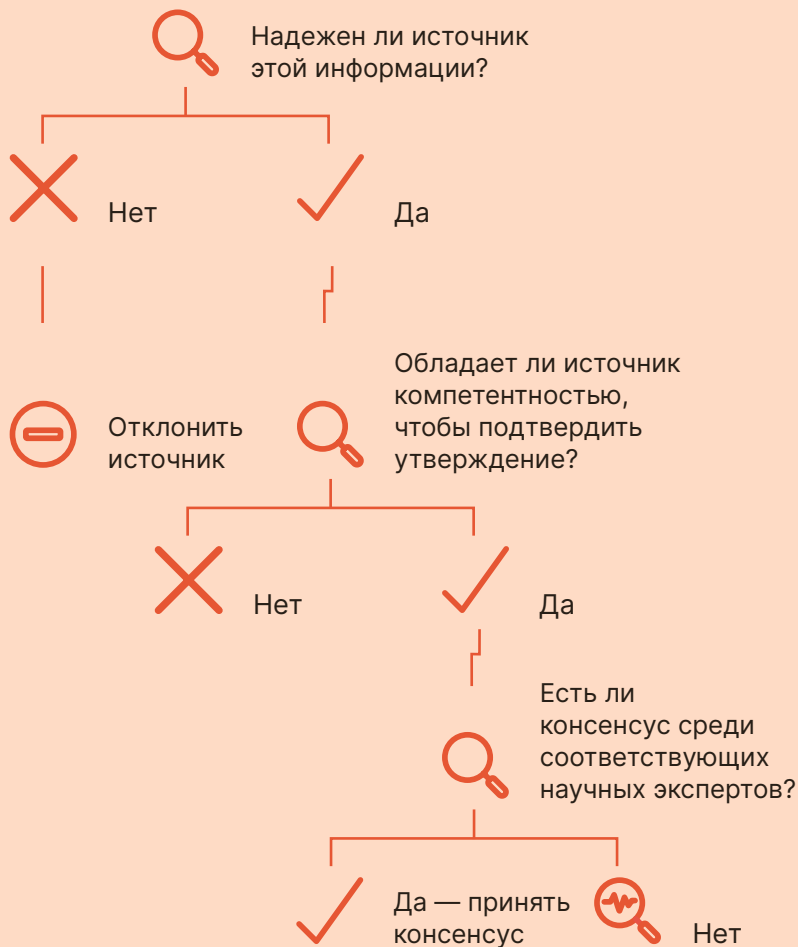 Надежен ли источник
этой информации?
Нет
Да
Отклонить
источник
Обладает ли источник
компетентностью,
чтобы подтвердить
утверждение?
Нет
Да
Есть ли
консенсус среди
соответствующих
научных экспертов?
Да — принять
консенсус
Нет